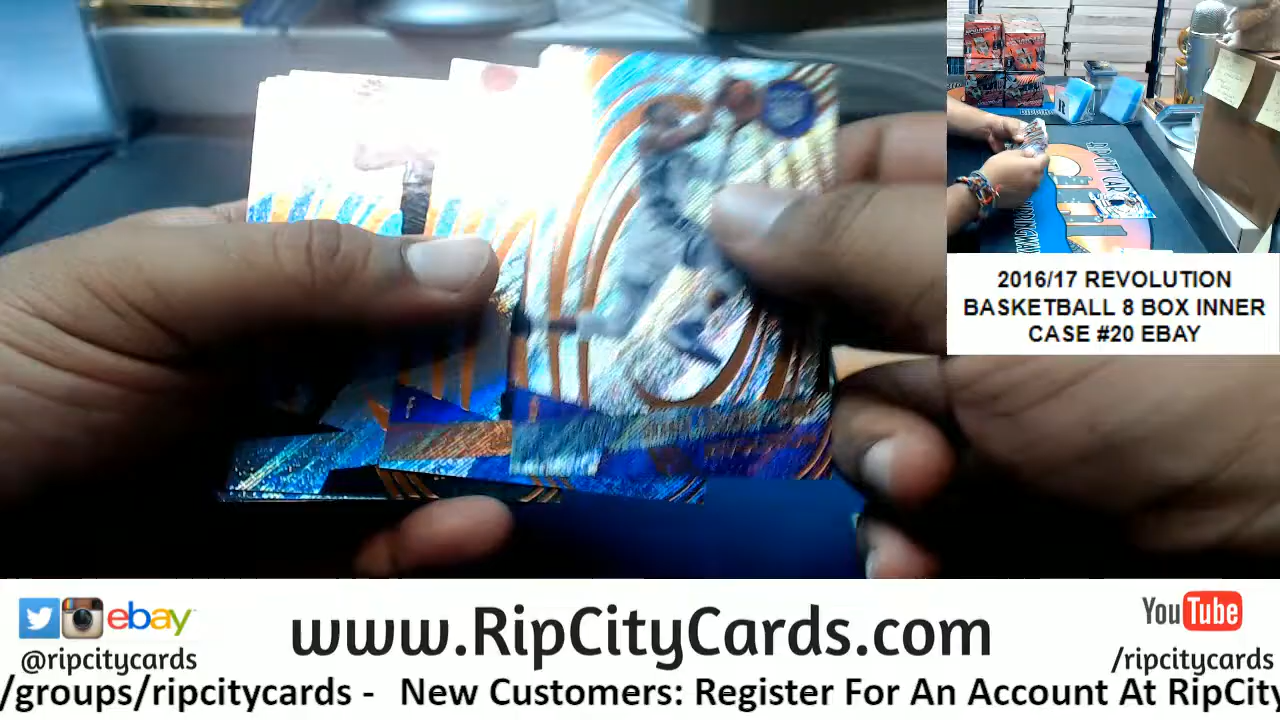 2016/17 REVOLUTION
BASKETBALL 8 BOX INNER
CASE #20 EBAY
ebay
@ripcitycards
www.RipCityCards.com
YouTube
/ripcitycards
/groups/ripcitycards - New Customers: Register For An Account At RipCity